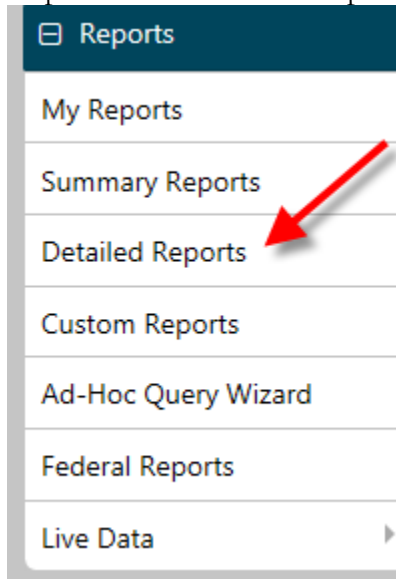 Reports
My Reports
Summary Reports
Detailed Reports
Custom Reports
Ad-Hoc Query Wizard
Federal Reports
Live Data